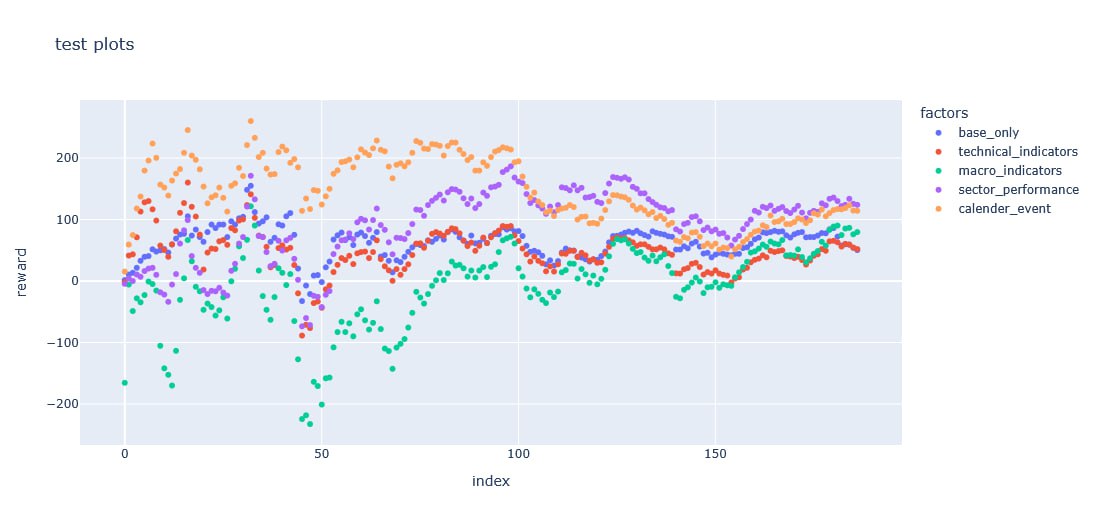 test plots
factors
base_only
technical_indicators
macro_indicators
sector_performance
calender_event
200
100
0
−100
−200
reward
0
50
100
150
index